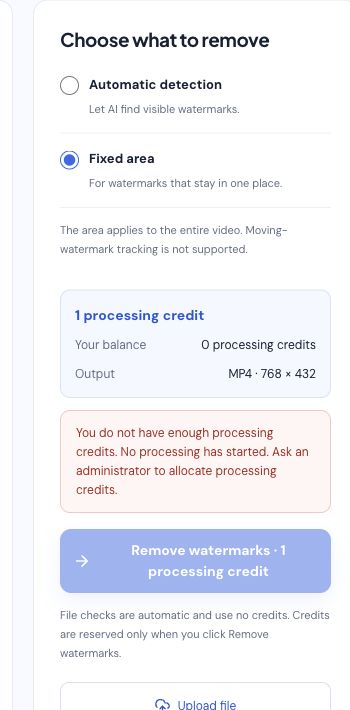 Choose what to remove
Automatic detection
Let AI find visible watermarks.
Fixed area
For watermarks that stay in one place.
The area applies to the entire video. Moving-
watermark tracking is not supported.
1 processing credit
Your balance 0 processing credits
Output MP4 · 768 × 432
You do not have enough processing
credits. No processing has started. Ask an
administrator to allocate processing
credits.
Remove watermarks · 1
processing credit
File checks are automatic and use no credits. Credits
are reserved only when you click Remove
watermarks.
Upload file